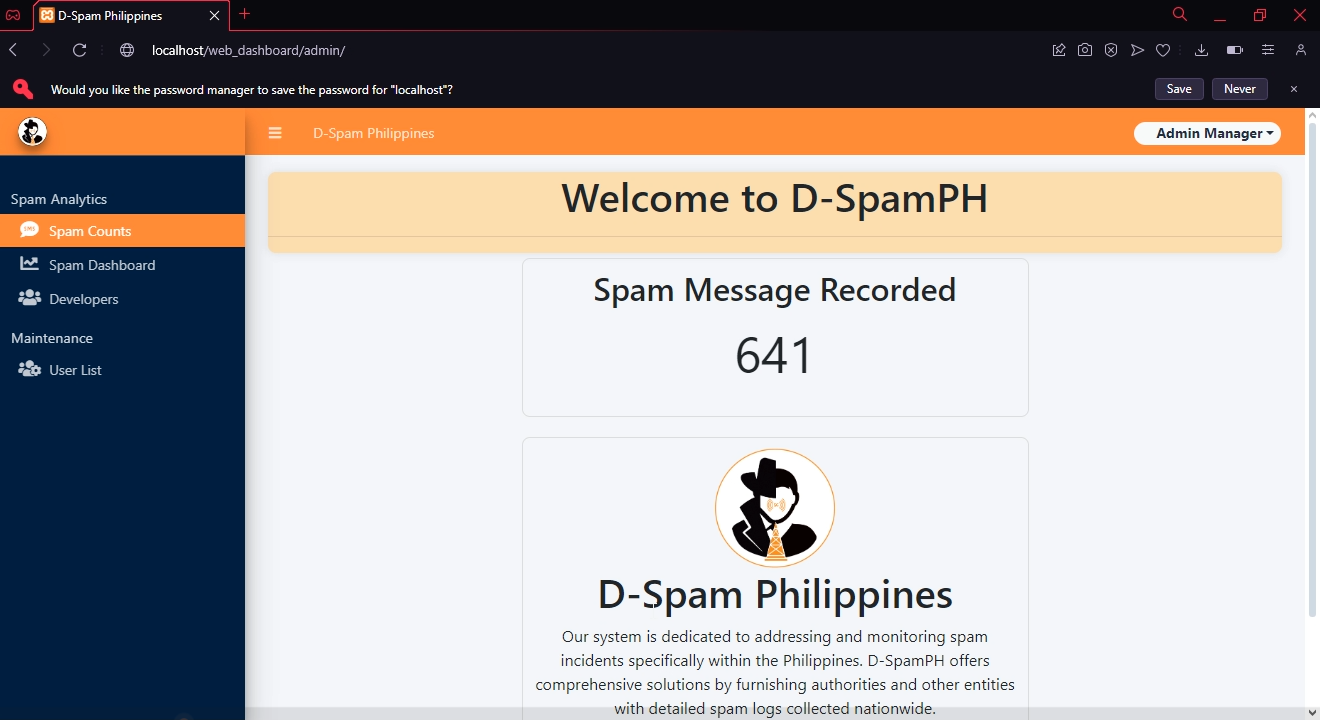 D-Spam Philippines
localhost/web_dashboard/admin/
Would you like the password manager to save the password for "localhost"?
Save
Never
D-Spam Philippines
Admin Manager
Spam Analytics
Spam Counts
Spam Dashboard
Developers
Maintenance
User List
Welcome to D-SpamPH
Spam Message Recorded
641
D-Spam Philippines
Our system is dedicated to addressing and monitoring spam
incidents specifically within the Philippines. D-SpamPH offers
comprehensive solutions by furnishing authorities and other entities
with detailed spam logs collected nationwide.